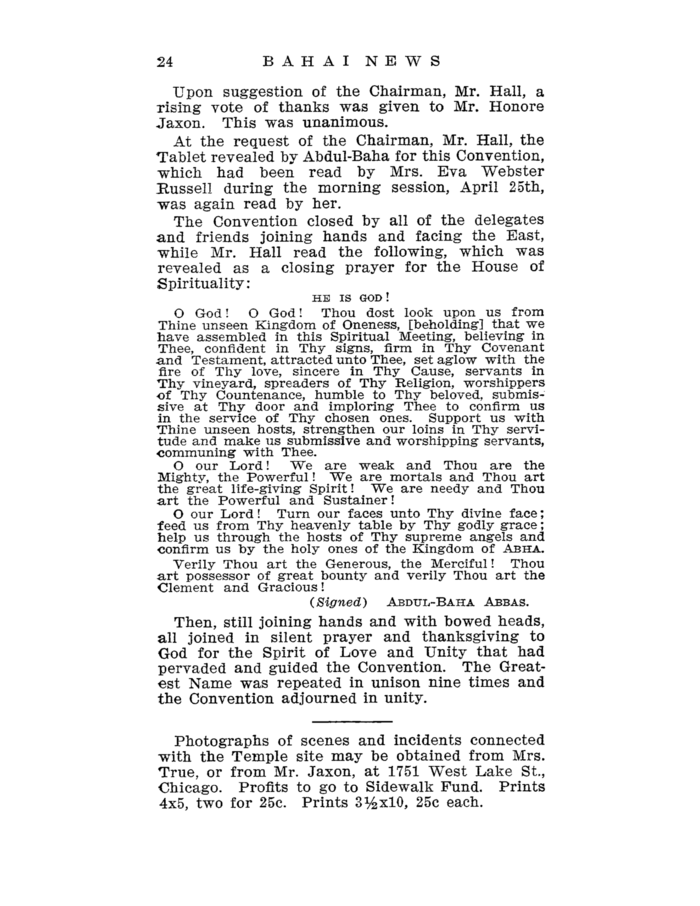 24 BAHAI NEWS
Upon suggestion of the Chairman, Mr. Hall, a
rising vote of thanks was given to Mr. Honore
Jaxon. This was unanimous.
At the request of the Chairman, Mr. Hall, the
Tablet revealed by Abdul-Baha for this Convention,
which had been read by Mrs. Eva Webster
Russell during the morning session, April 25th,
was again read by her.
The Convention closed by all of the delegates
and friends joining hands and facing the East,
while Mr. Hall read the following, which was
revealed as a closing prayer for the House of
Spirituality:
HE IS GOD!
O God! O God! Thou dost look upon us from
Thine unseen Kingdom of Oneness, [beholding] that we
have assembled in this Spiritual Meeting, believing in
Thee, confident in Thy signs, firm in Thy Covenant
and Testament, attracted unto Thee, set aglow with the
fire of Thy love, sincere in Thy Cause, servants in
Thy vineyard, spreaders of Thy Religion, worshippers
of Thy Countenance, humble to Thy beloved, submis-
sive at Thy door and imploring Thee to confirm us
in the service of Thy chosen ones. Support us with
Thine unseen hosts, strengthen our loins in Thy servi-
tude and make us submissive and worshipping servants,
communing with Thee.
O our Lord! We are weak and Thou are the
Mighty, the Powerful! We are mortals and Thou art
the great life-giving Spirit! We are needy and Thou
art the Powerful and Sustainer!
O our Lord! Turn our faces unto Thy divine face;
feed us from Thy heavenly table by Thy godly grace;
help us through the hosts of Thy supreme angels and
confirm us by the holy ones of the Kingdom of ABHA.
Verily Thou art the Generous, the Merciful! Thou
art possessor of great bounty and verily Thou art the
Clement and Gracious!
(Signed) ABDUL-BAHA ABBAS.
Then, still joining hands and with bowed heads,
all joined in silent prayer and thanksgiving to
God for the Spirit of Love and Unity that had
pervaded and guided the Convention. The Great-
est Name was repeated in unison nine times and
the Convention adjourned in unity.
Photographs of scenes and incidents connected
with the Temple site may be obtained from Mrs.
True, or from Mr. Jaxon, at 1751 West Lake St.,
Chicago. Profits to go to Sidewalk Fund. Prints
4x5, two for 25c. Prints 3½x10, 25c each.